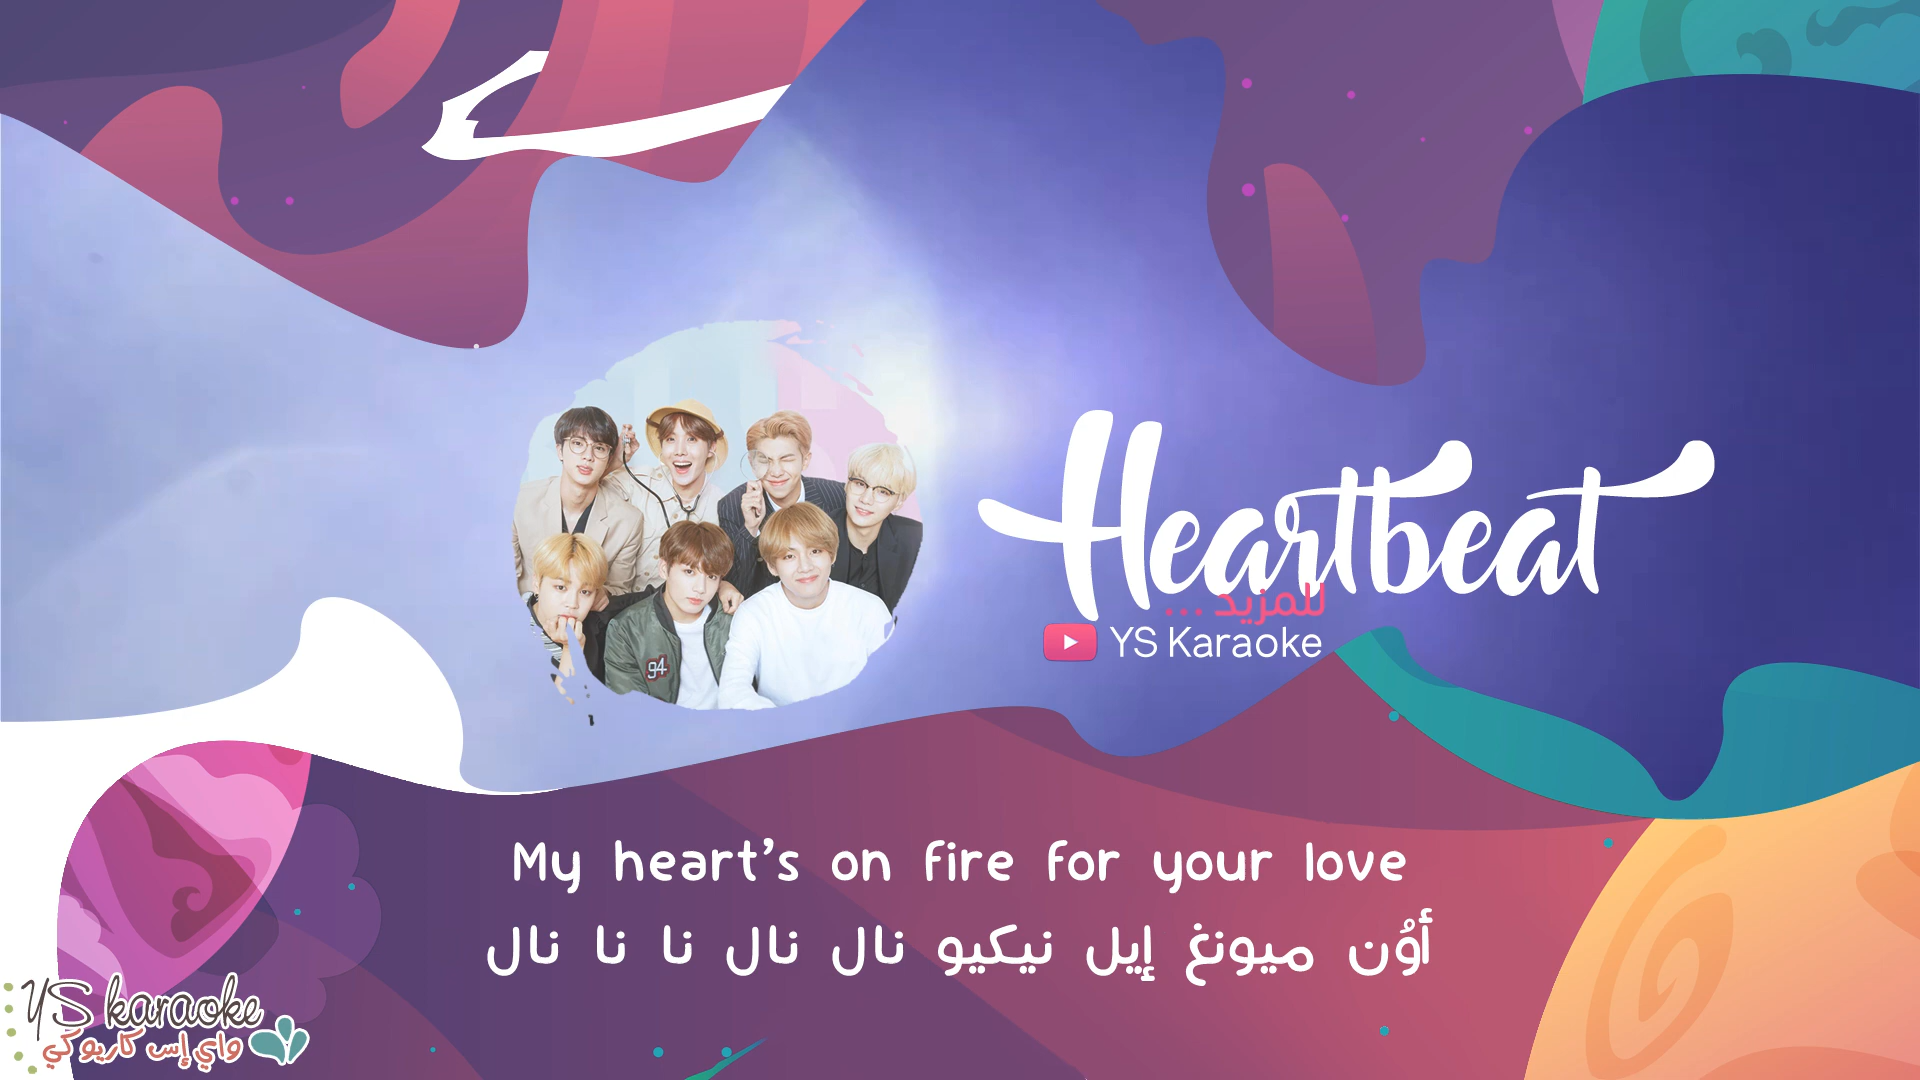 Heartbeat
للمزيد ...
YS Karaoke
94
My heart's on fire for your love
أوُن ميونغ إيل نيكيو نال نال نا نا نال
YS karaoke
واي إس كاريوكي